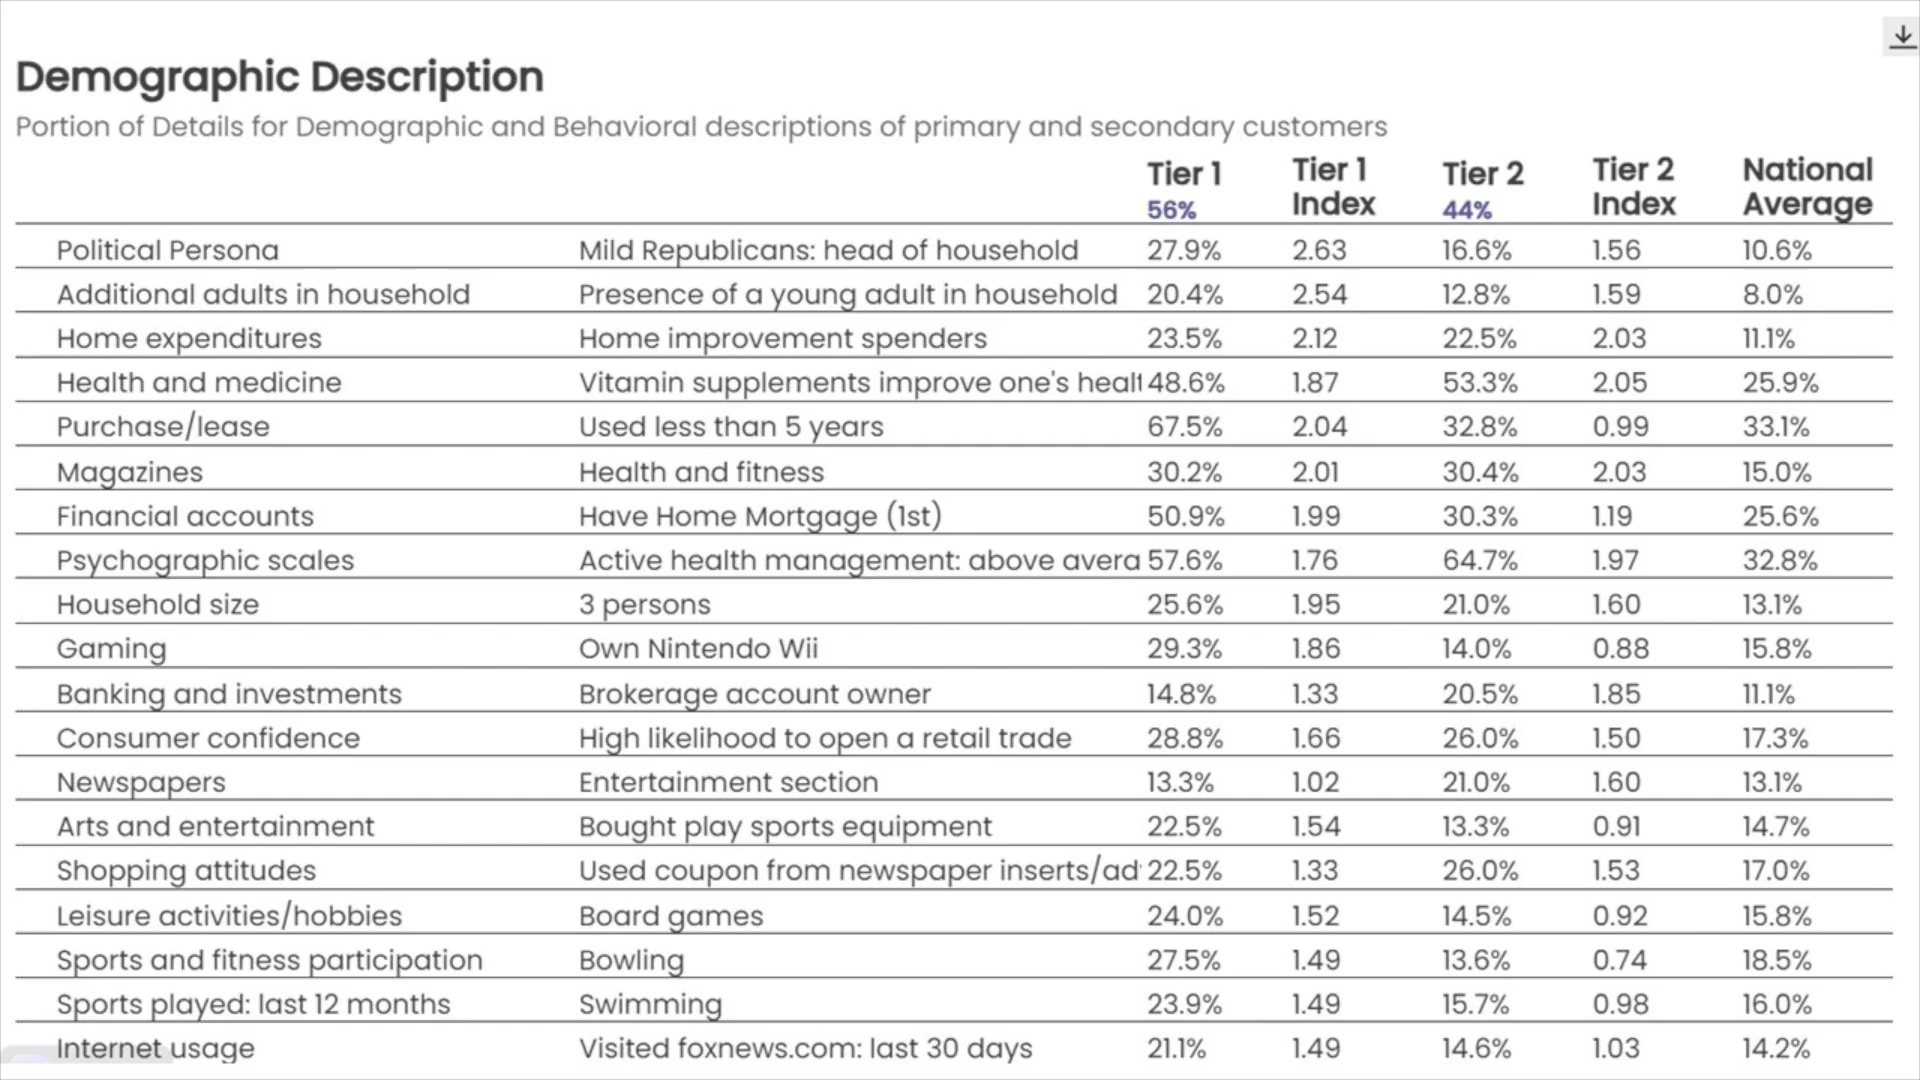 Demographic Description
Portion of Details for Demographic and Behavioral descriptions of primary and secondary customers
Tier 1 56% Tier 1 Index Tier 2 44% Tier 2 Index National Average
Political Persona Mild Republicans: head of household 27.9% 2.63 16.6% 1.56 10.6%
Additional adults in household Presence of a young adult in household 20.4% 2.54 12.8% 1.59 8.0%
Home expenditures Home improvement spenders 23.5% 2.12 22.5% 2.03 11.1%
Health and medicine Vitamin supplements improve one's healt 48.6% 1.87 53.3% 2.05 25.9%
Purchase/lease Used less than 5 years 67.5% 2.04 32.8% 0.99 33.1%
Magazines Health and fitness 30.2% 2.01 30.4% 2.03 15.0%
Financial accounts Have Home Mortgage (1st) 50.9% 1.99 30.3% 1.19 25.6%
Psychographic scales Active health management: above avera 57.6% 1.76 64.7% 1.97 32.8%
Household size 3 persons 25.6% 1.95 21.0% 1.60 13.1%
Gaming Own Nintendo Wii 29.3% 1.86 14.0% 0.88 15.8%
Banking and investments Brokerage account owner 14.8% 1.33 20.5% 1.85 11.1%
Consumer confidence High likelihood to open a retail trade 28.8% 1.66 26.0% 1.50 17.3%
Newspapers Entertainment section 13.3% 1.02 21.0% 1.60 13.1%
Arts and entertainment Bought play sports equipment 22.5% 1.54 13.3% 0.91 14.7%
Shopping attitudes Used coupon from newspaper inserts/ad 22.5% 1.33 26.0% 1.53 17.0%
Leisure activities/hobbies Board games 24.0% 1.52 14.5% 0.92 15.8%
Sports and fitness participation Bowling 27.5% 1.49 13.6% 0.74 18.5%
Sports played: last 12 months Swimming 23.9% 1.49 15.7% 0.98 16.0%
Internet usage Visited foxnews.com: last 30 days 21.1% 1.49 14.6% 1.03 14.2%